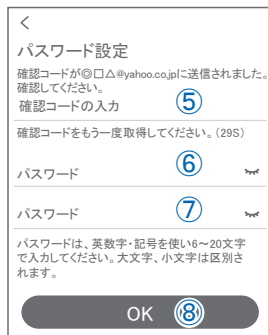 <
パスワード設定
確認コードが◎□△@yahoo.co.jpに送信されました。
確認してください。
確認コードの入力 ⑤
確認コードをもう一度取得してください。(29S)
パスワード ⑥
パスワード ⑦
パスワードは、英数字・記号を使い6〜20文字
で入力してください。大文字、小文字は区別さ
れます。
OK ⑧